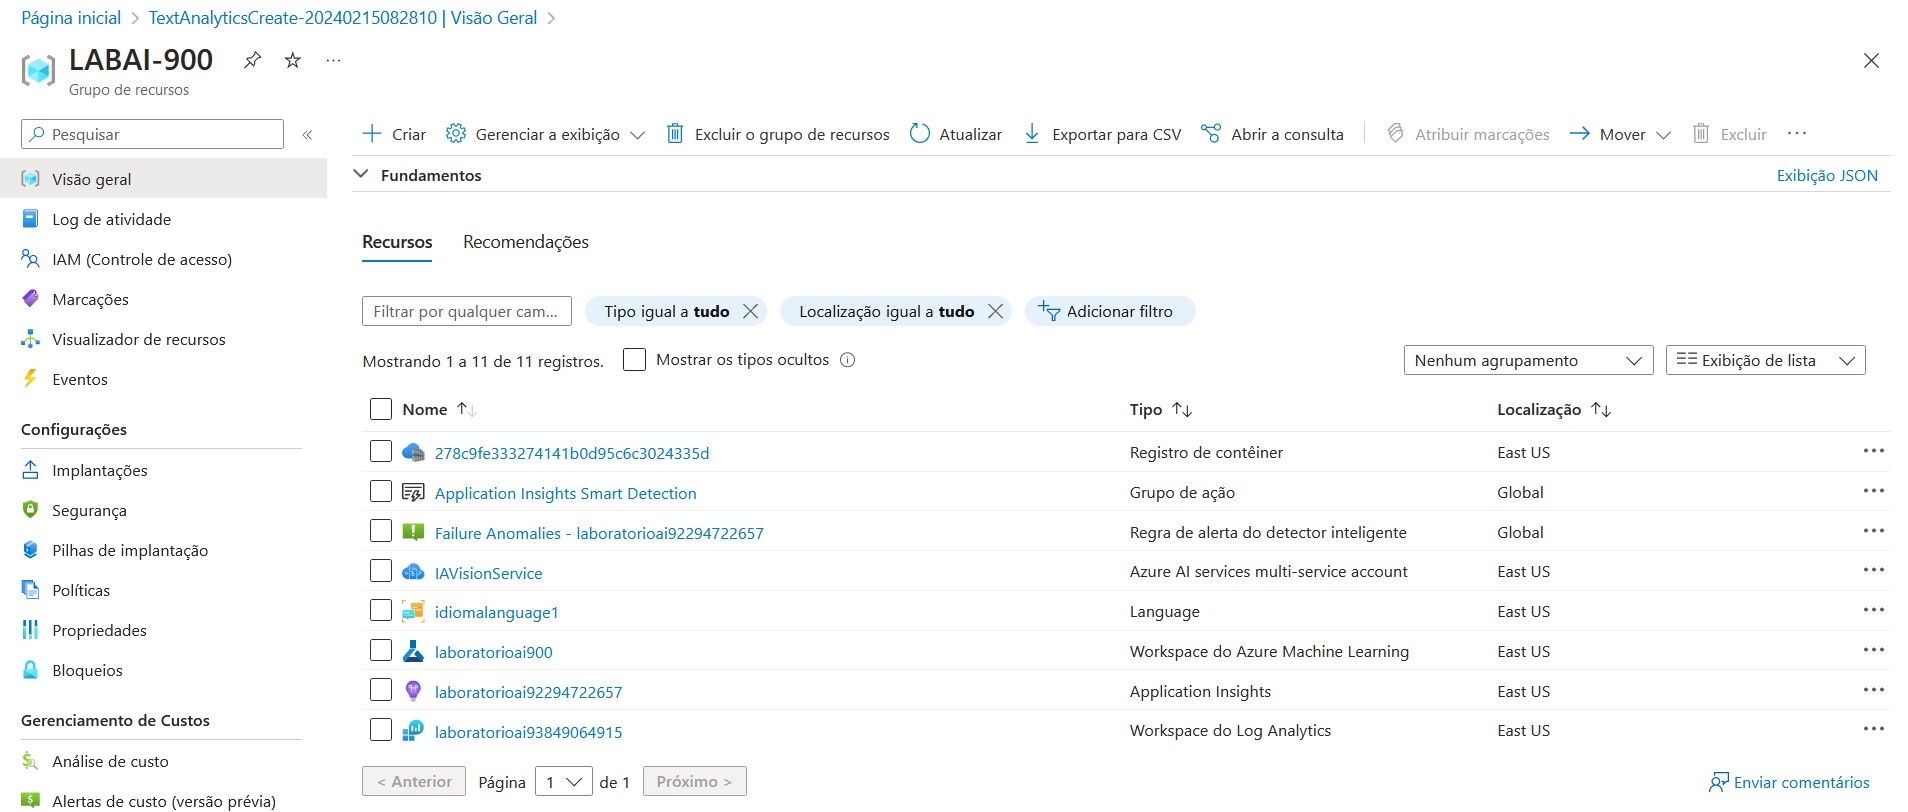 Página inicial > TextAnalyticsCreate-20240215082810 | Visão Geral >
LABAI-900 ...
Grupo de recursos
Pesquisar «
Visão geral
Log de atividade
IAM (Controle de acesso)
Marcações
Visualizador de recursos
Eventos
Configurações
Implantações
Segurança
Pilhas de implantação
Políticas
Propriedades
Bloqueios
Gerenciamento de Custos
Análise de custo
Alertas de custo (versão prévia)
Criar Gerenciar a exibição Excluir o grupo de recursos Atualizar Exportar para CSV Abrir a consulta Atribuir marcações Mover Excluir ...
Fundamentos Exibição JSON
Recursos Recomendações
Filtrar por qualquer cam... Tipo igual a tudo Localização igual a tudo Adicionar filtro
Mostrando 1 a 11 de 11 registros. Mostrar os tipos ocultos Nenhum agrupamento Exibição de lista
Nome Tipo Localização
278c9fe333274141b0d95c6c3024335d Registro de contêiner East US ...
Application Insights Smart Detection Grupo de ação Global ...
Failure Anomalies - laboratorioai92294722657 Regra de alerta do detector inteligente Global ...
IAVisionService Azure AI services multi-service account East US ...
idiomalanguage1 Language East US ...
laboratorioai900 Workspace do Azure Machine Learning East US ...
laboratorioai92294722657 Application Insights East US ...
laboratorioai93849064915 Workspace do Log Analytics East US ...
< Anterior Página 1 de 1 Próximo > Enviar comentários